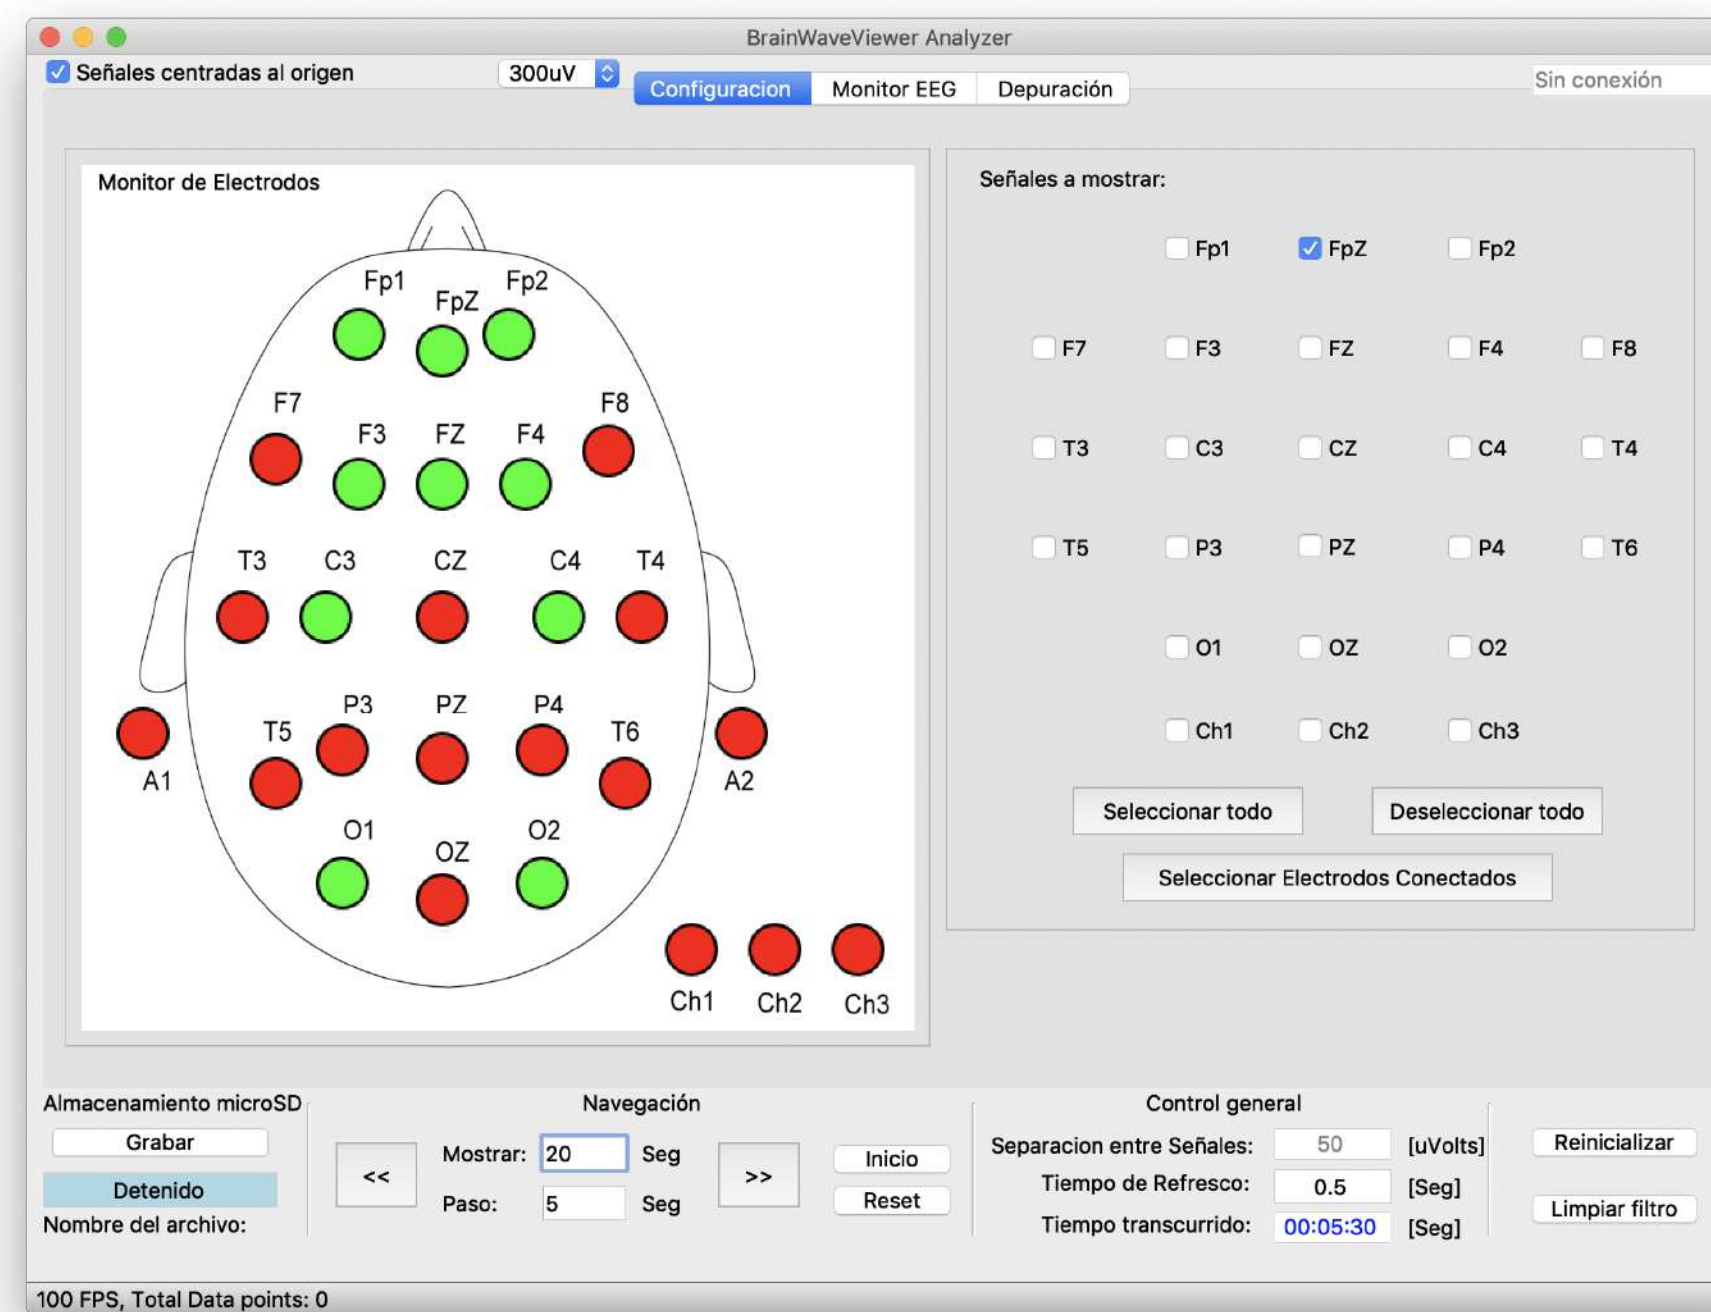 BrainWaveViewer Analyzer
Señales centradas al origen
300uV
Configuracion
Monitor EEG
Depuración
Sin conexión
Monitor de Electrodos
Fp1
FpZ
Fp2
F7
F3
FZ
F4
F8
T3
C3
CZ
C4
T4
A1
T5
P3
PZ
P4
T6
A2
O1
OZ
O2
Ch1
Ch2
Ch3
Señales a mostrar:
Fp1
FpZ
Fp2
F7
F3
FZ
F4
F8
T3
C3
CZ
C4
T4
T5
P3
PZ
P4
T6
O1
OZ
O2
Ch1
Ch2
Ch3
Seleccionar todo
Deseleccionar todo
Seleccionar Electrodos Conectados
Almacenamiento microSD
Grabar
Detenido
Nombre del archivo:
Navegación
<<
Mostrar: 20 Seg
Paso: 5 Seg
>>
Inicio
Reset
Control general
Separacion entre Señales: 50 [uVolts]
Tiempo de Refresco: 0.5 [Seg]
Tiempo transcurrido: 00:05:30 [Seg]
Reinicializar
Limpiar filtro
100 FPS, Total Data points: 0